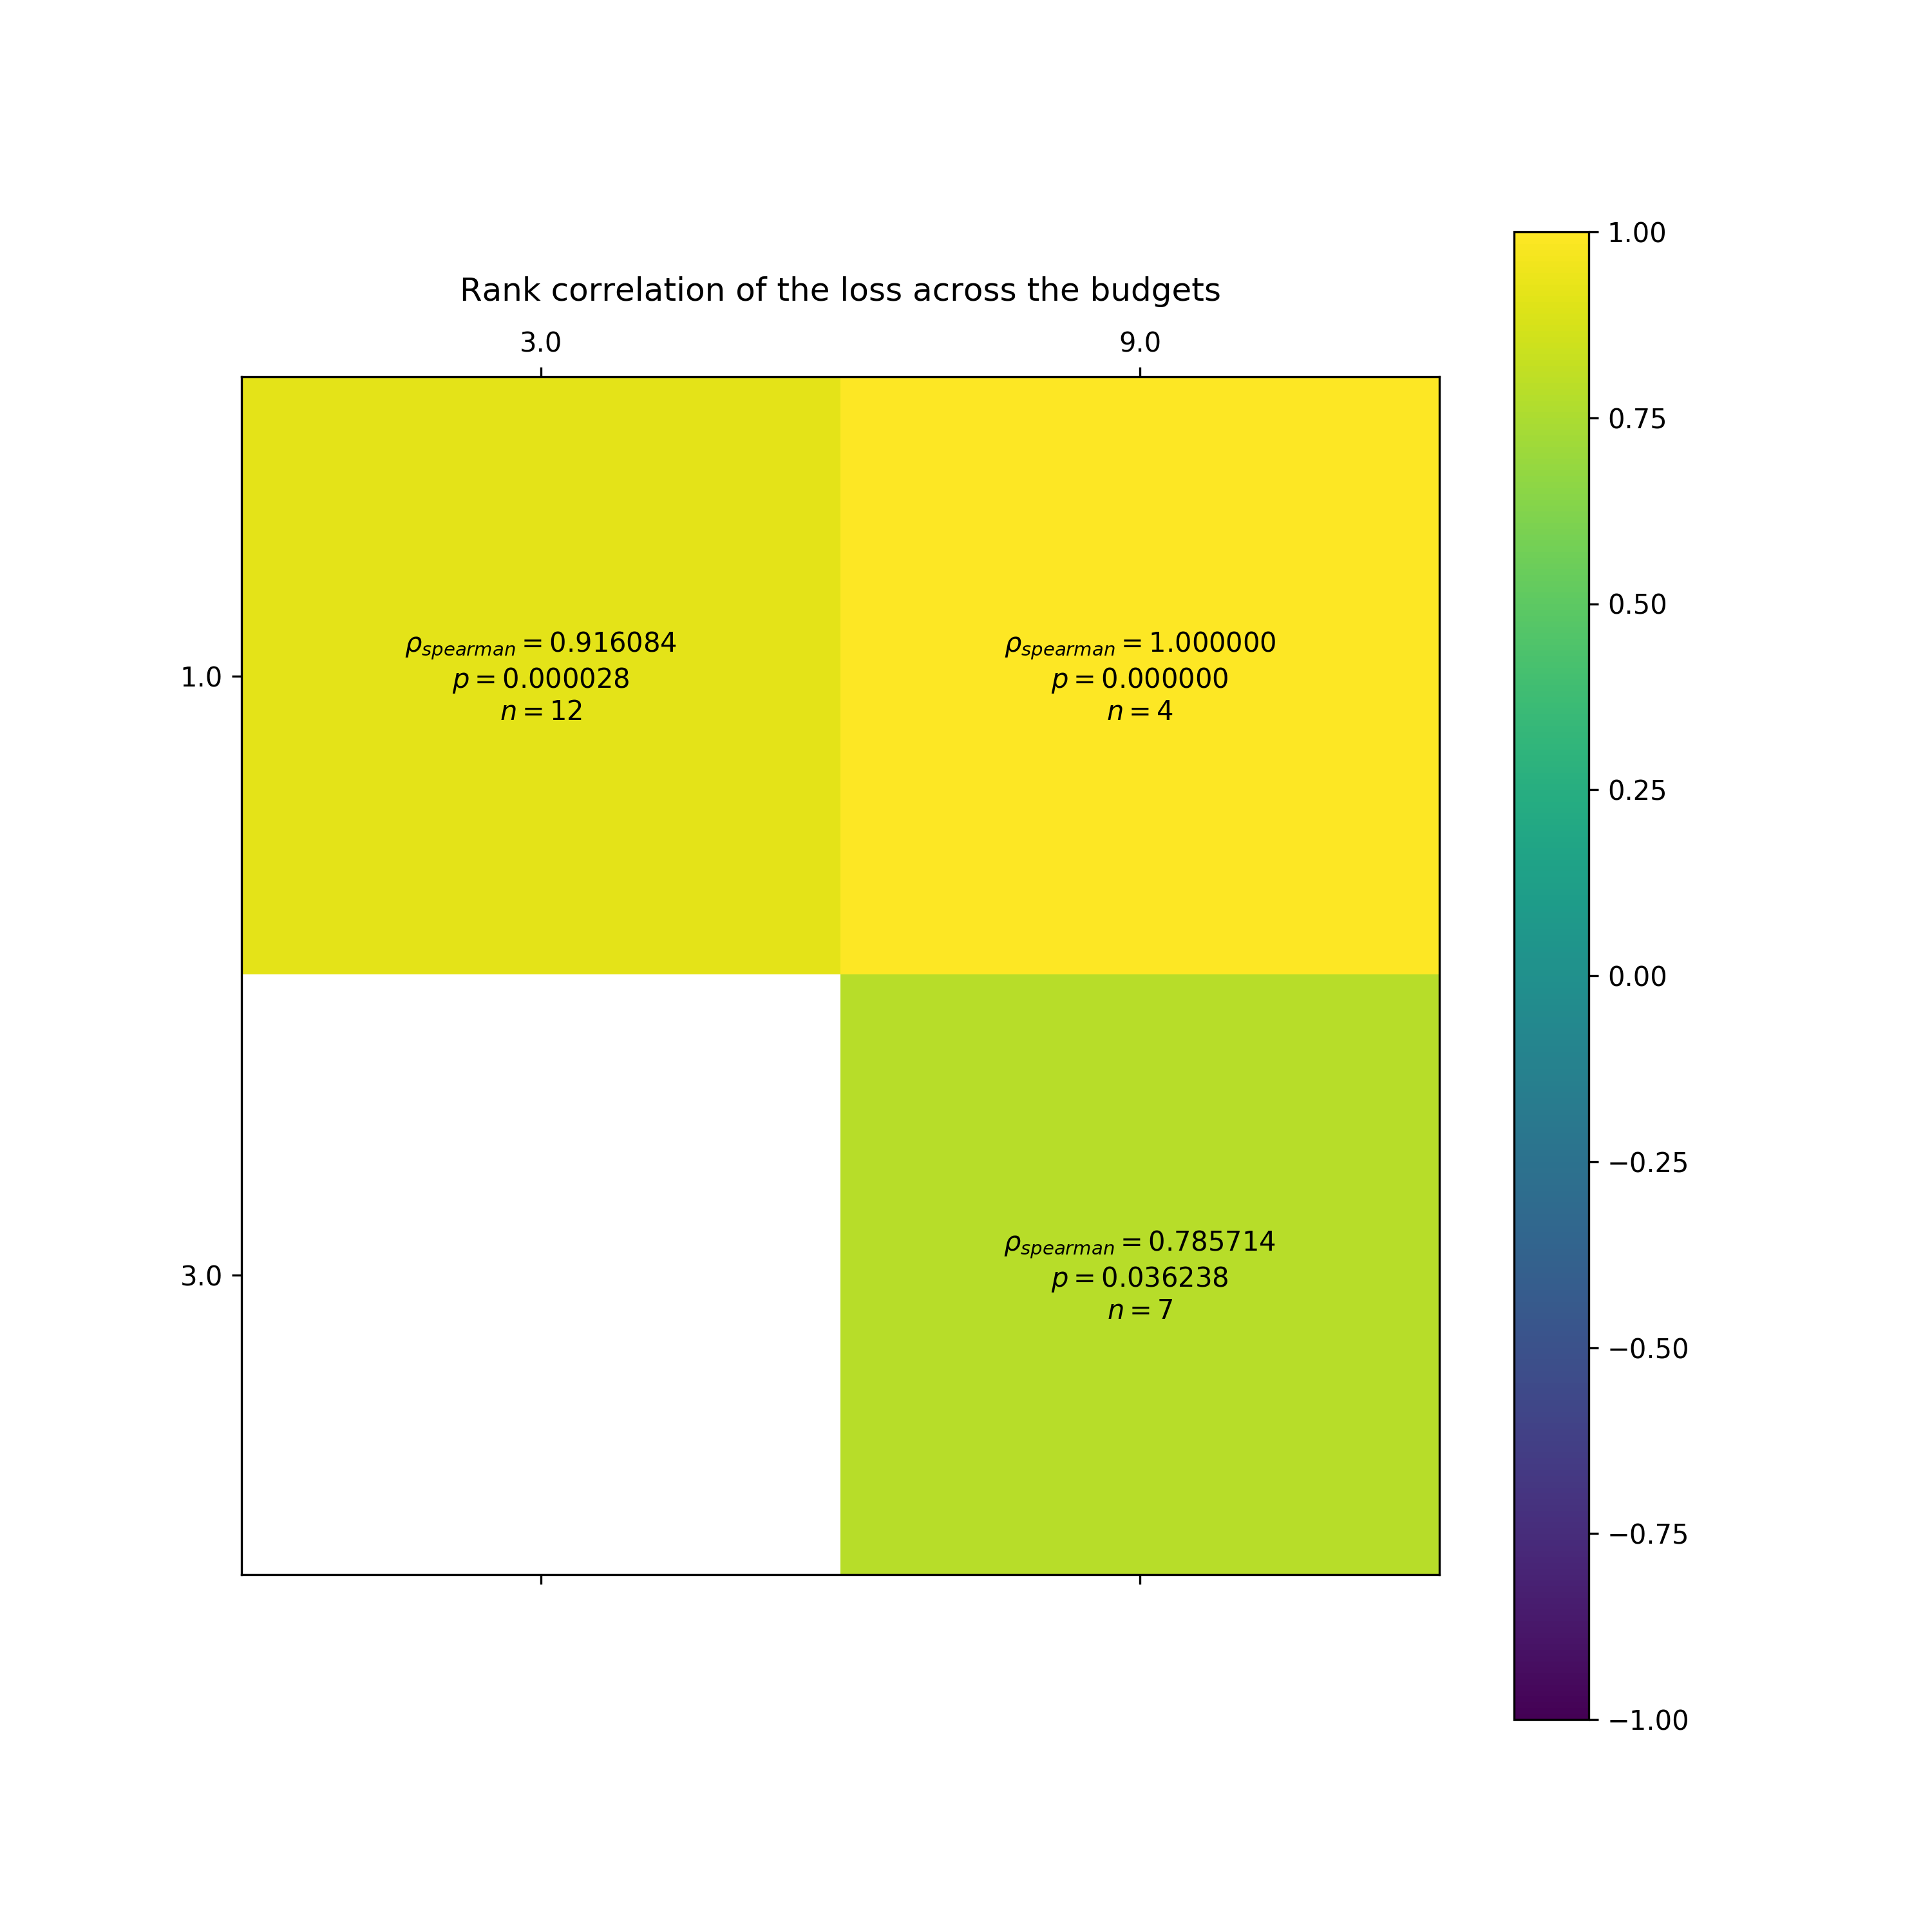 Rank correlation of the loss across the budgets
3.0 9.0
1.00
0.75
0.50
0.25
0.00
−0.25
−0.50
−0.75
−1.00
1.0
ρspearman = 0.916084
p = 0.000028
n = 12
ρspearman = 1.000000
p = 0.000000
n = 4
3.0
ρspearman = 0.785714
p = 0.036238
n = 7